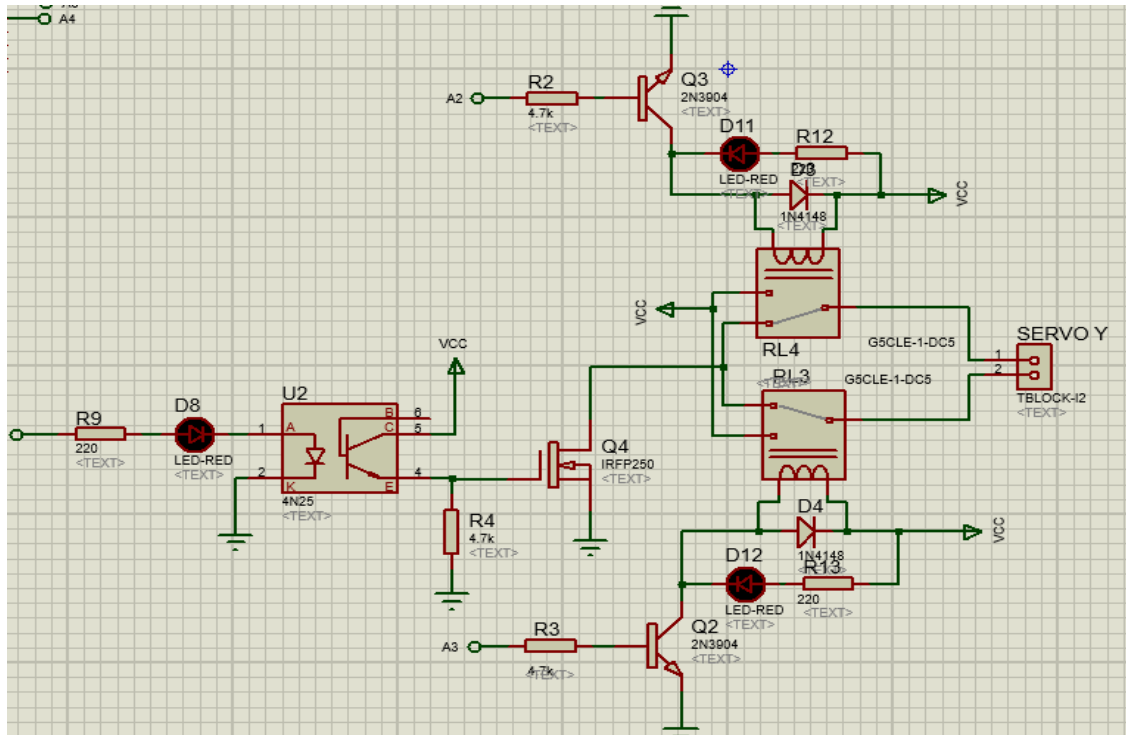 A4
R2
A2
4.7k
<TEXT>
Q3
2N3904
<TEXT>
D11
LED-RED
<TEXT>
R12
<TEXT>
1N4148
<TEXT>
VCC
VCC
RL4
G5CLE-1-DC5
SERVO Y
1
2
TBLOCK-I2
<TEXT>
RL3
G5CLE-1-DC5
VCC
R9
220
<TEXT>
D8
LED-RED
<TEXT>
U2
1
A
2
K
B
6
C
5
E
4
4N25
<TEXT>
R4
4.7k
<TEXT>
Q4
IRFP250
<TEXT>
D4
1N4148
<TEXT>
VCC
D12
LED-RED
<TEXT>
R13
220
<TEXT>
R3
A3
4.7k
<TEXT>
Q2
2N3904
<TEXT>